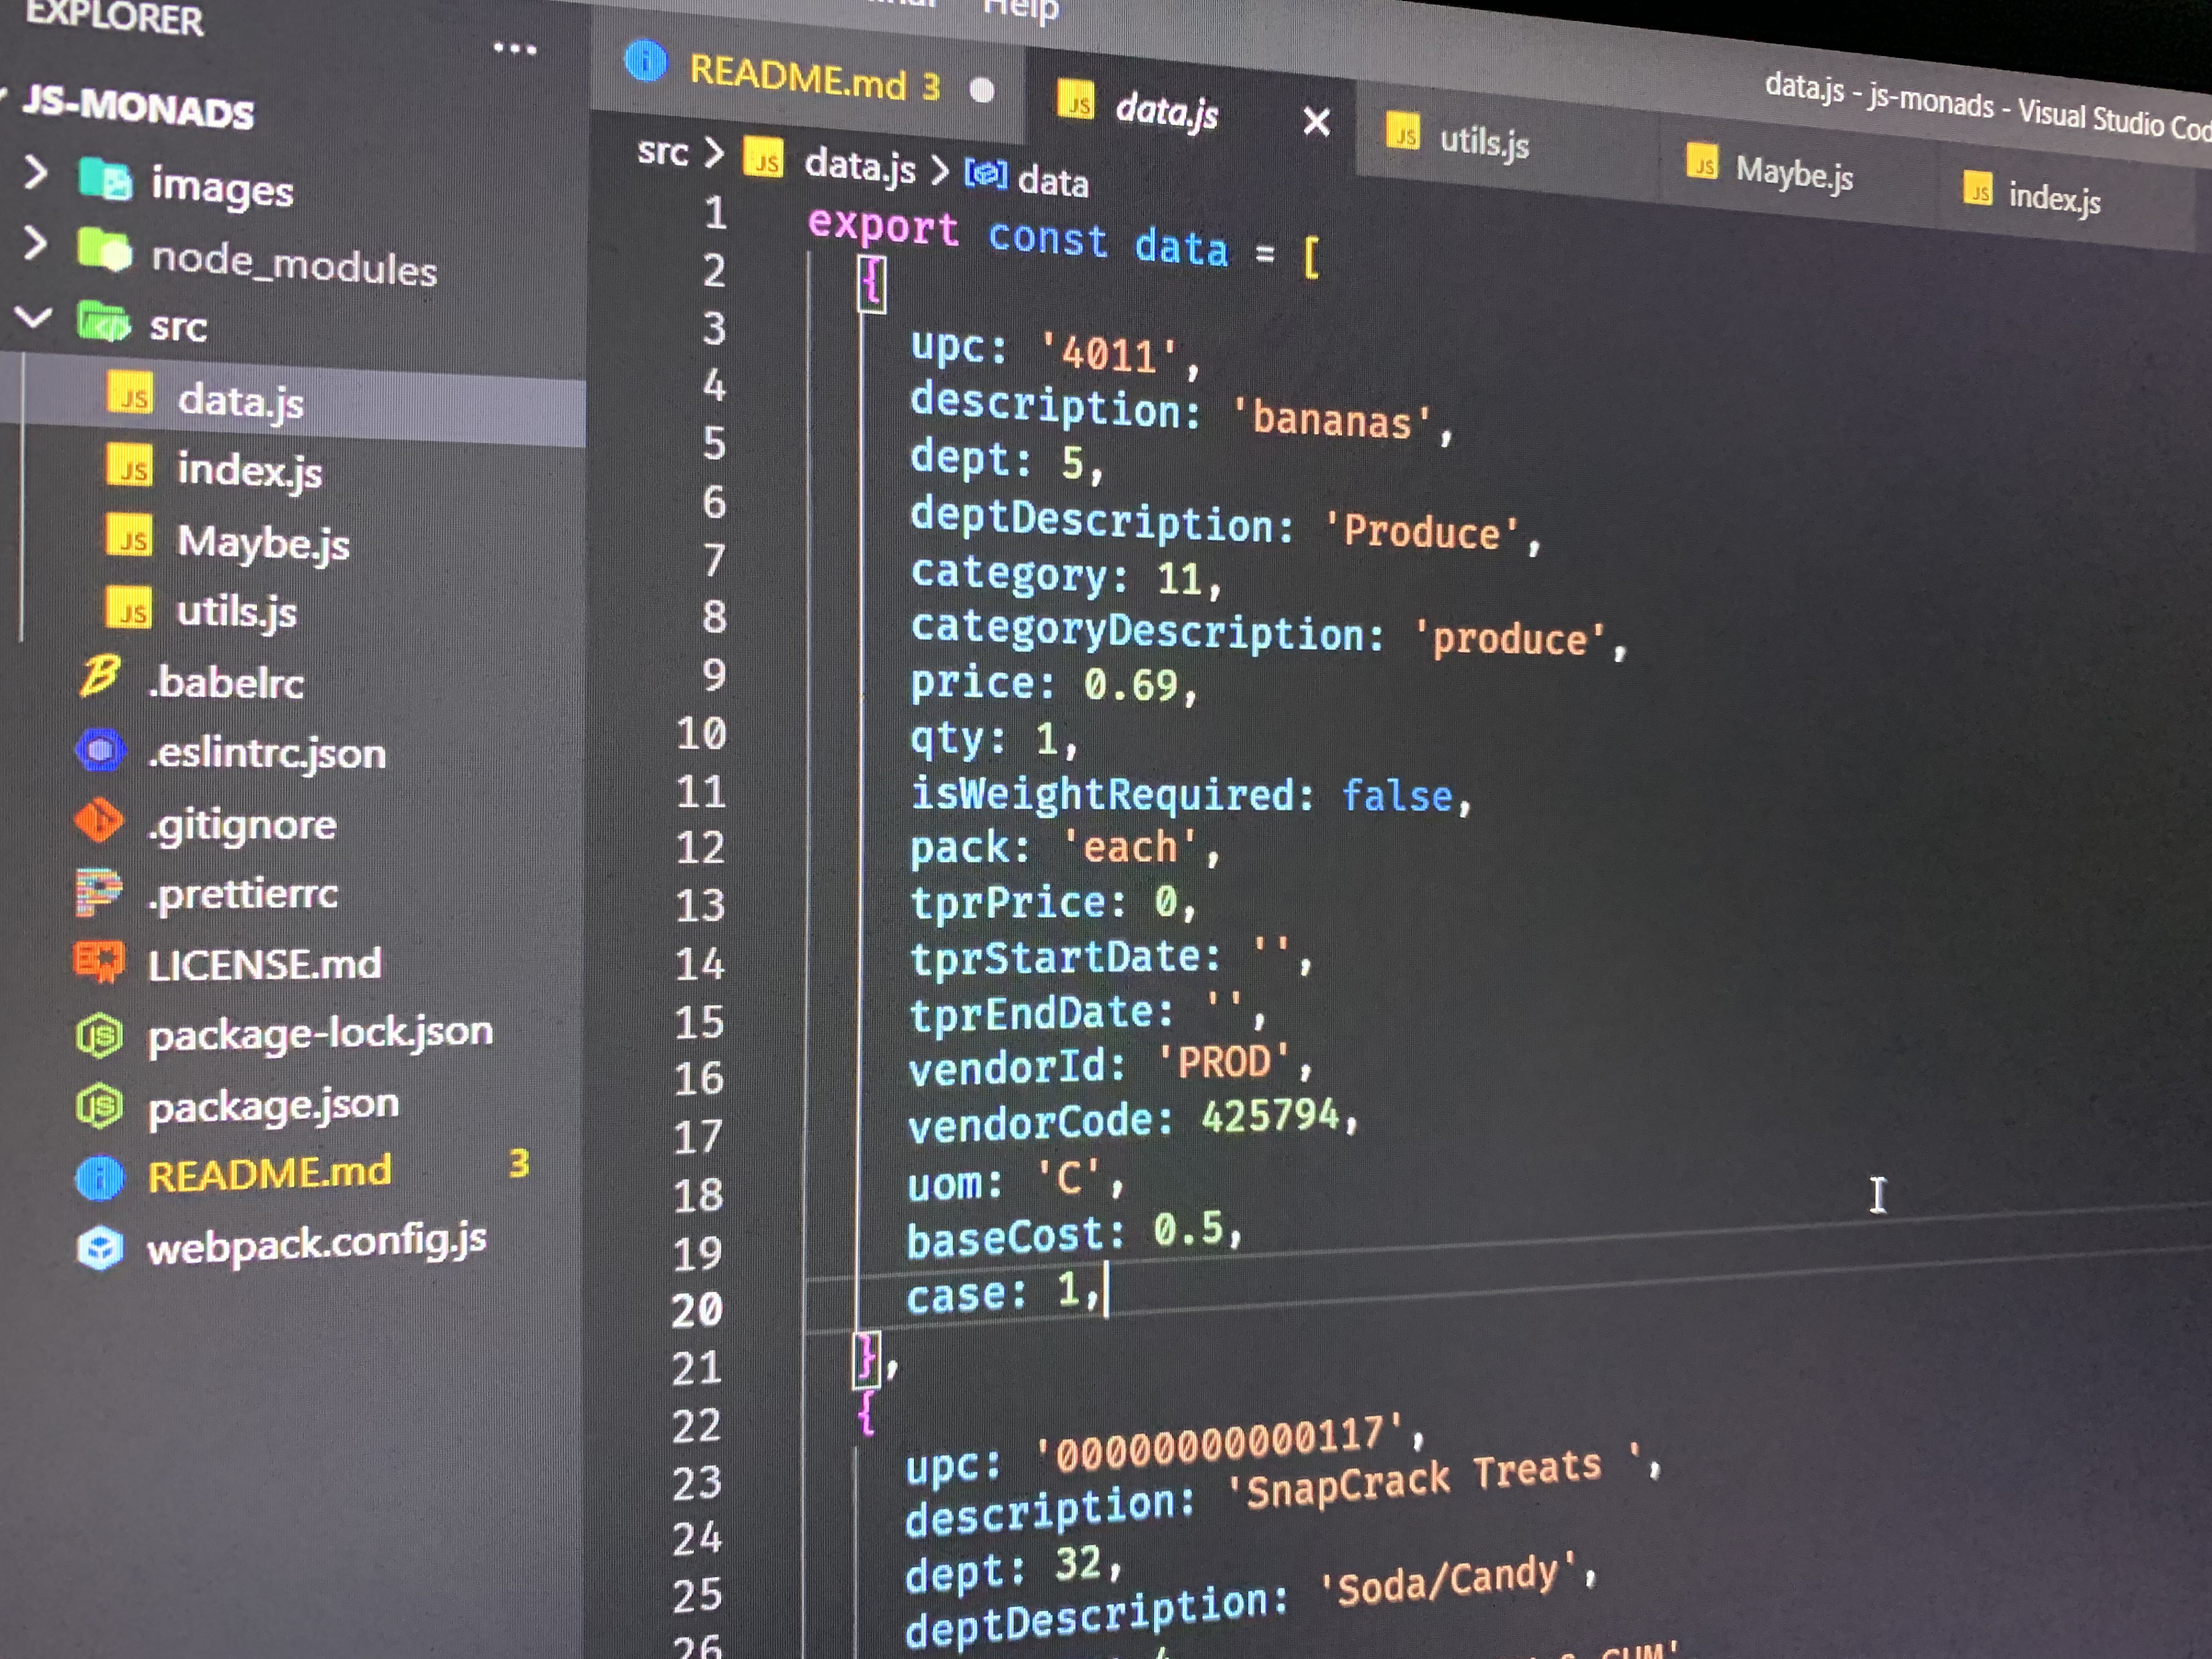 Help
data.js - js-monads - Visual Studio Cod
EXPLORER
...
JS-MONADS
images
node_modules
src
data.js
index.js
Maybe.js
utils.js
.babelrc
.eslintrc.json
.gitignore
.prettierrc
LICENSE.md
package-lock.json
package.json
README.md 3
webpack.config.js
README.md 3
data.js
utils.js
Maybe.js
index.js
src > JS data.js > data
1 export const data = [
2 {
3 upc: '4011',
4 description: 'bananas',
5 dept: 5,
6 deptDescription: 'Produce',
7 category: 11,
8 categoryDescription: 'produce',
9 price: 0.69,
10 qty: 1,
11 isWeightRequired: false,
12 pack: 'each',
13 tprPrice: 0,
14 tprStartDate: '',
15 tprEndDate: '',
16 vendorId: 'PROD',
17 vendorCode: 425794,
18 uom: 'C',
19 baseCost: 0.5,
20 case: 1,
21 },
22 {
23 upc: '00000000000117',
24 description: 'SnapCrack Treats ',
25 dept: 32,
26 deptDescription: 'Soda/Candy',